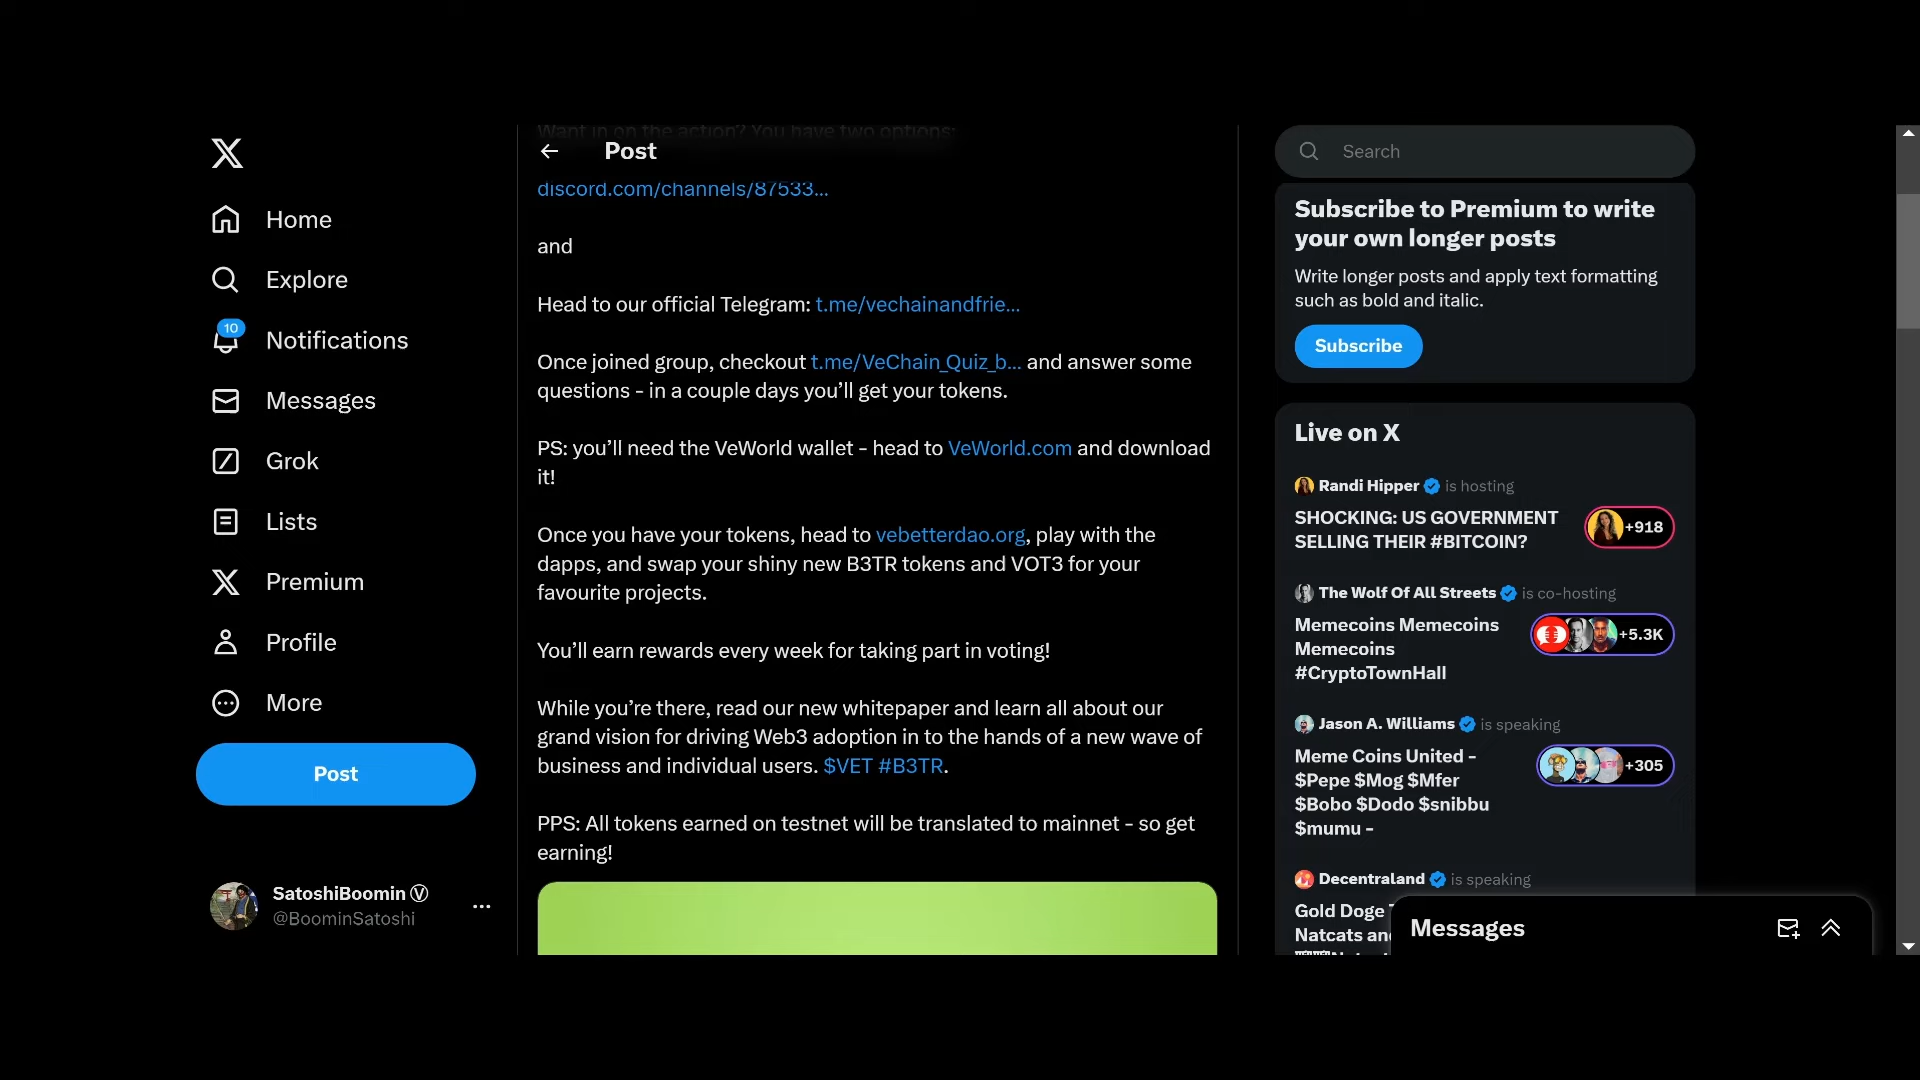 Home
Explore
10
Notifications
Messages
Grok
Lists
Premium
Profile
More
Post
SatoshiBoomin Ⓥ
@BoominSatoshi
Want in on the action? You have two options:
Post
discord.com/channels/87533...
and
Head to our official Telegram: t.me/vechainandfrie...
Once joined group, checkout t.me/VeChain_Quiz_b... and answer some
questions - in a couple days you’ll get your tokens.
PS: you’ll need the VeWorld wallet - head to VeWorld.com and download
it!
Once you have your tokens, head to vebetterdao.org, play with the
dapps, and swap your shiny new B3TR tokens and VOT3 for your
favourite projects.
You’ll earn rewards every week for taking part in voting!
While you’re there, read our new whitepaper and learn all about our
grand vision for driving Web3 adoption in to the hands of a new wave of
business and individual users. $VET #B3TR.
PPS: All tokens earned on testnet will be translated to mainnet - so get
earning!
Search
Subscribe to Premium to write
your own longer posts
Write longer posts and apply text formatting
such as bold and italic.
Subscribe
Live on X
Randi Hipper is hosting
SHOCKING: US GOVERNMENT
SELLING THEIR #BITCOIN?
+918
The Wolf Of All Streets is co-hosting
Memecoins Memecoins
Memecoins
#CryptoTownHall
+5.3K
Jason A. Williams is speaking
Meme Coins United -
$Pepe $Mog $Mfer
$Bobo $Dodo $snibbu
$mumu -
+305
Decentraland is speaking
Gold Doge
Natcats an
Messages